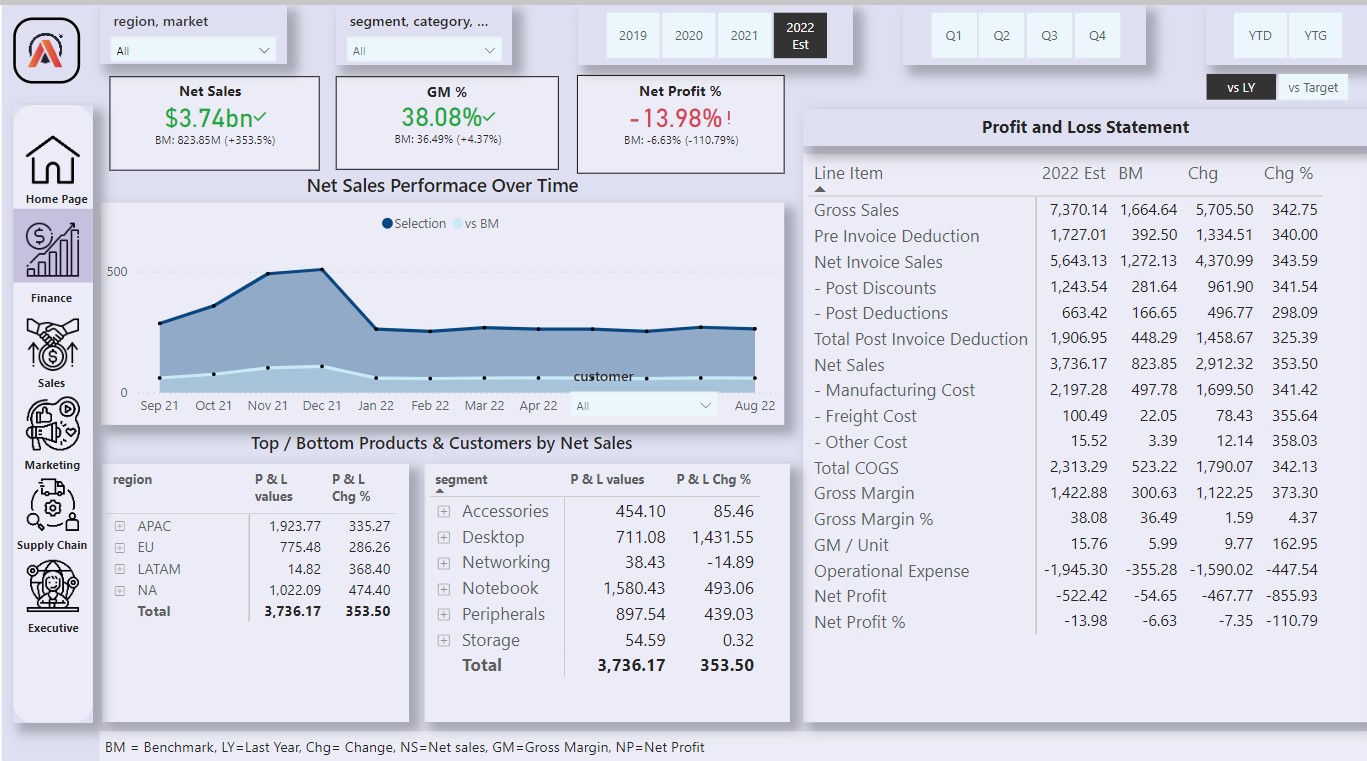 region, market
All
segment, category, ...
All
2019
2020
2021
2022
Est
Q1
Q2
Q3
Q4
YTD
YTG
vs LY
vs Target
Net Sales
$3.74bn✓
BM: 823.85M (+353.5%)
GM %
38.08%✓
BM: 36.49% (+4.37%)
Net Profit %
-13.98%!
BM: -6.63% (-110.79%)
Home Page
Finance
Sales
Marketing
Supply Chain
Executive
Net Sales Performace Over Time
Selection vs BM
500
0
Sep 21 Oct 21 Nov 21 Dec 21 Jan 22 Feb 22 Mar 22 Apr 22 Aug 22
customer
All
Top / Bottom Products & Customers by Net Sales
region P & L values P & L Chg %
APAC 1,923.77 335.27
EU 775.48 286.26
LATAM 14.82 368.40
NA 1,022.09 474.40
Total 3,736.17 353.50
segment P & L values P & L Chg %
Accessories 454.10 85.46
Desktop 711.08 1,431.55
Networking 38.43 -14.89
Notebook 1,580.43 493.06
Peripherals 897.54 439.03
Storage 54.59 0.32
Total 3,736.17 353.50
Profit and Loss Statement
Line Item 2022 Est BM Chg Chg %
Gross Sales 7,370.14 1,664.64 5,705.50 342.75
Pre Invoice Deduction 1,727.01 392.50 1,334.51 340.00
Net Invoice Sales 5,643.13 1,272.13 4,370.99 343.59
- Post Discounts 1,243.54 281.64 961.90 341.54
- Post Deductions 663.42 166.65 496.77 298.09
Total Post Invoice Deduction 1,906.95 448.29 1,458.67 325.39
Net Sales 3,736.17 823.85 2,912.32 353.50
- Manufacturing Cost 2,197.28 497.78 1,699.50 341.42
- Freight Cost 100.49 22.05 78.43 355.64
- Other Cost 15.52 3.39 12.14 358.03
Total COGS 2,313.29 523.22 1,790.07 342.13
Gross Margin 1,422.88 300.63 1,122.25 373.30
Gross Margin % 38.08 36.49 1.59 4.37
GM / Unit 15.76 5.99 9.77 162.95
Operational Expense -1,945.30 -355.28 -1,590.02 -447.54
Net Profit -522.42 -54.65 -467.77 -855.93
Net Profit % -13.98 -6.63 -7.35 -110.79
BM = Benchmark, LY=Last Year, Chg= Change, NS=Net sales, GM=Gross Margin, NP=Net Profit